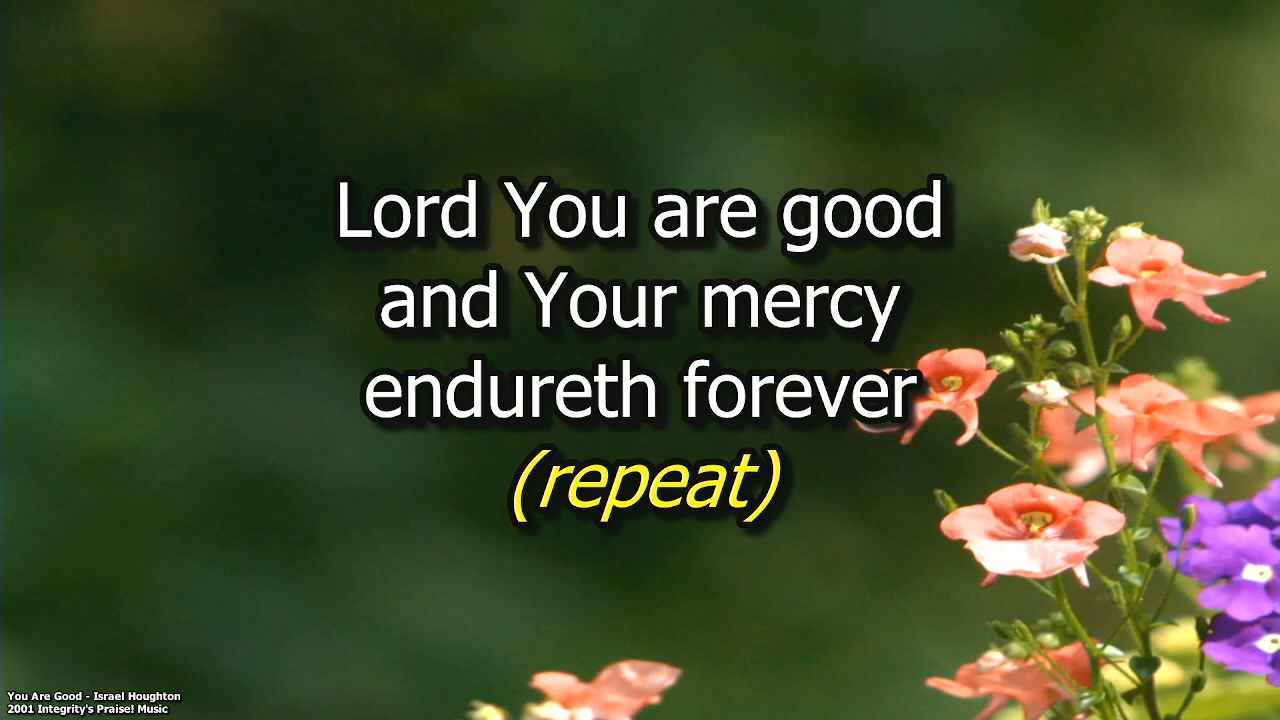 Lord You are good
and Your mercy
endureth forever
(repeat)
You Are Good - Israel Houghton
2001 Integrity's Praise! Music